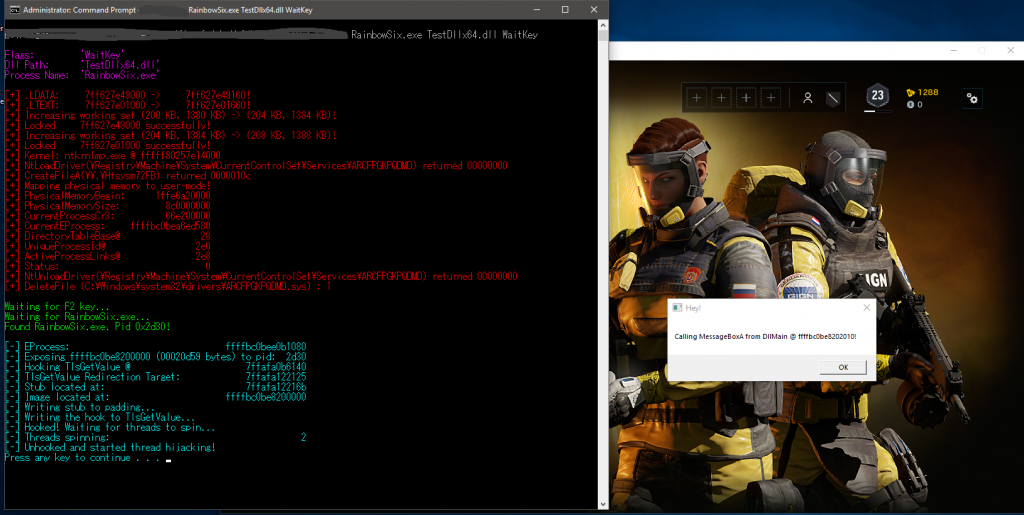 Administrator: Command Prompt - RainbowSix.exe TestDllx64.dll WaitKey
RainbowSix.exe TestDllx64.dll WaitKey
Flags: 'WaitKey'
Dll Path: 'TestDllx64.dll'
Process Name: 'RainbowSix.exe'
[+] .LDATA: 7ff627e49000 -> 7ff627e49160!
[+] .LTEXT: 7ff627e01000 -> 7ff627e01060!
[+] Increasing working set (200 KB, 1380 KB) -> (204 KB, 1384 KB)!
[+] Locked 7ff627e49000 successfully!
[+] Increasing working set (204 KB, 1384 KB) -> (208 KB, 1388 KB)!
[+] Locked 7ff627e01000 successfully!
[+] Kernel: ntkrnlmp.exe @ fffff80257e14000
[+] NtLoadDriver(¥Registry¥Machine¥System¥CurrentControlSet¥Services¥ARCFPGKPQDMD) returned 00000000
[+] CreateFileA(¥¥.¥Htsysm72FB) returned 0000010c
[+] Mapping physical memory to user-mode!
[+] PhysicalMemoryBegin: 1ffe6a20000
[+] PhysicalMemorySize: 8c0000000
[+] CurrentProcessCr3: 66e200000
[+] CurrentEProcess: ffffbc0bea6ed580
[+] DirectoryTableBase@ 28
[+] UniqueProcessId@ 2e0
[+] ActiveProcessLinks@ 2e8
[+] Status: 0
[+] NtUnloadDriver(¥Registry¥Machine¥System¥CurrentControlSet¥Services¥ARCFPGKPQDMD) returned 00000000
[+] DeleteFile (C:¥Windows¥system32¥drivers¥ARCFPGKPQDMD.sys) : 1
Waiting for F2 key...
Waiting for RainbowSix.exe...
Found RainbowSix.exe. Pid 0x2d30!
[-] EProcess: ffffbc0bee0b1080
[-] Exposing ffffbc0be8200000 (00020d59 bytes) to pid: 2d30
[-] Hooking TlsGetValue @ 7ffafa0b6140
[-] TlsGetValue Redirection Target: 7ffafa122125
[-] Stub located at: 7ffafa12216b
[-] Image located at: ffffbc0be8200000
[-] Writing stub to padding...
[-] Writing the hook to TlsGetValue...
[-] Hooked! Waiting for threads to spin...
[-] Threads spinning: 2
[-] Unhooked and started thread hijacking!
Press any key to continue . . .
23
1288
0
Hey!
Calling MessageBoxA from DllMain @ ffffbc0be8202010!
OK
GIGN
IGN